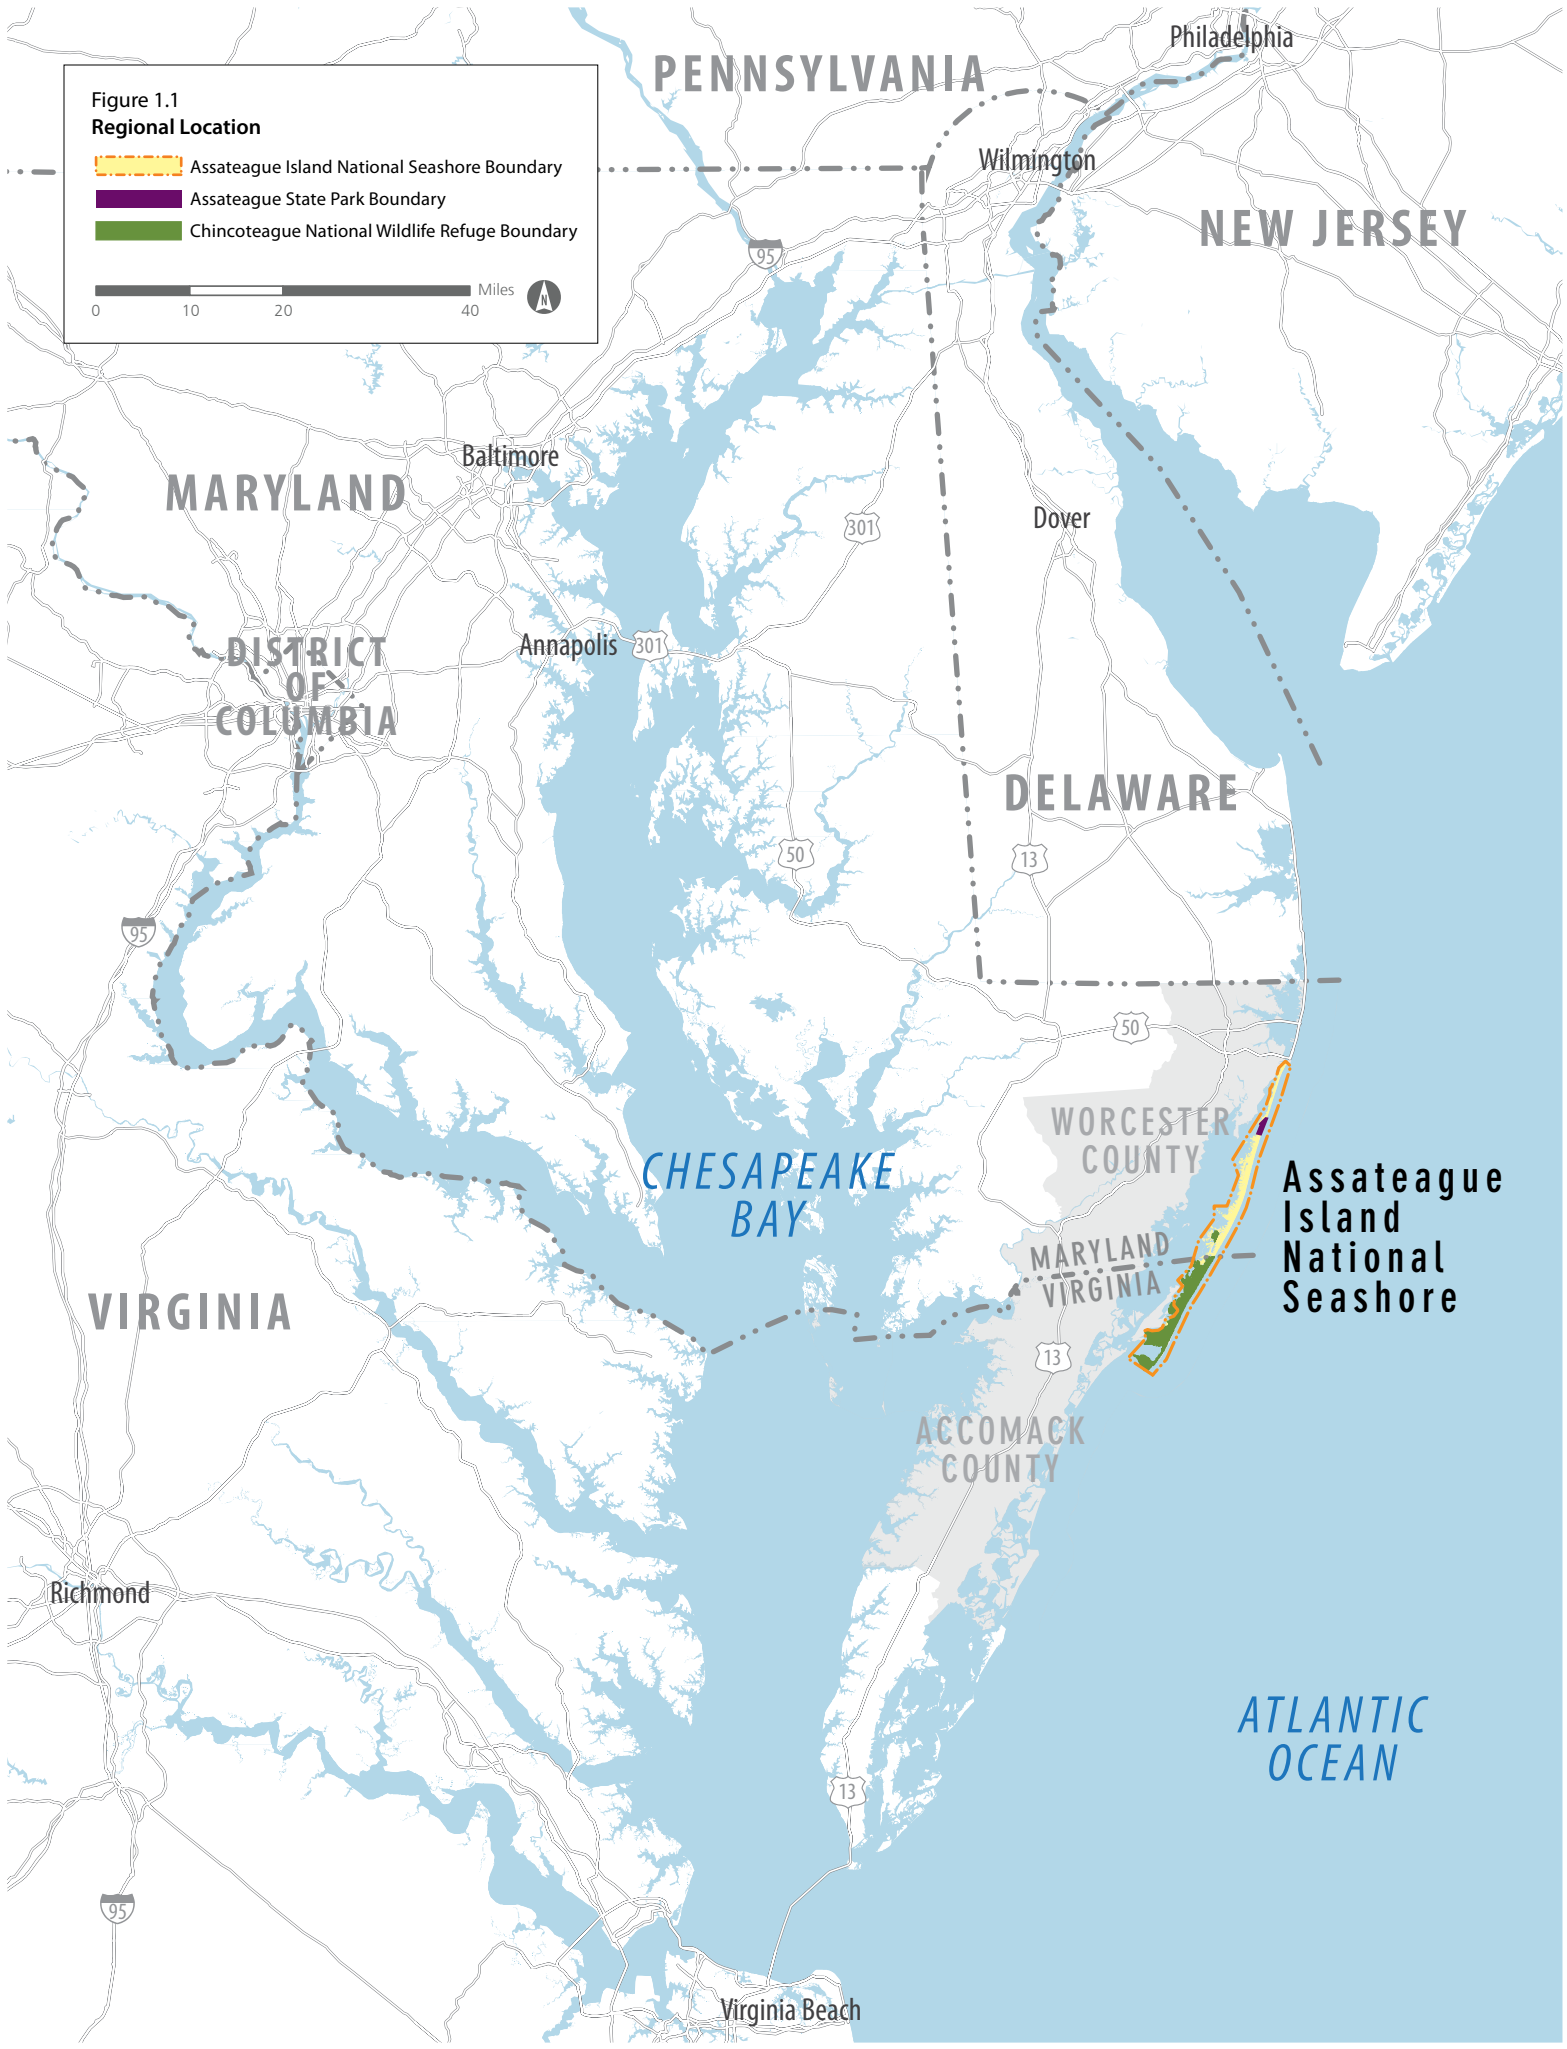 Philadelphia
PENNSYLVANIA
Figure 1.1
Regional Location
Assateague Island National Seashore Boundary
Assateague State Park Boundary
Chincoteague National Wildlife Refuge Boundary
Miles
0 10 20 40
N
Wilmington
NEW JERSEY
95
Baltimore
MARYLAND
301
Dover
DISTRICT
OF
COLUMBIA
Annapolis
301
DELAWARE
50
13
95
50
WORCESTER
COUNTY
CHESAPEAKE
BAY
Assateague
Island
National
Seashore
MARYLAND
VIRGINIA
VIRGINIA
13
ACCOMACK
COUNTY
Richmond
ATLANTIC
OCEAN
13
95
Virginia Beach